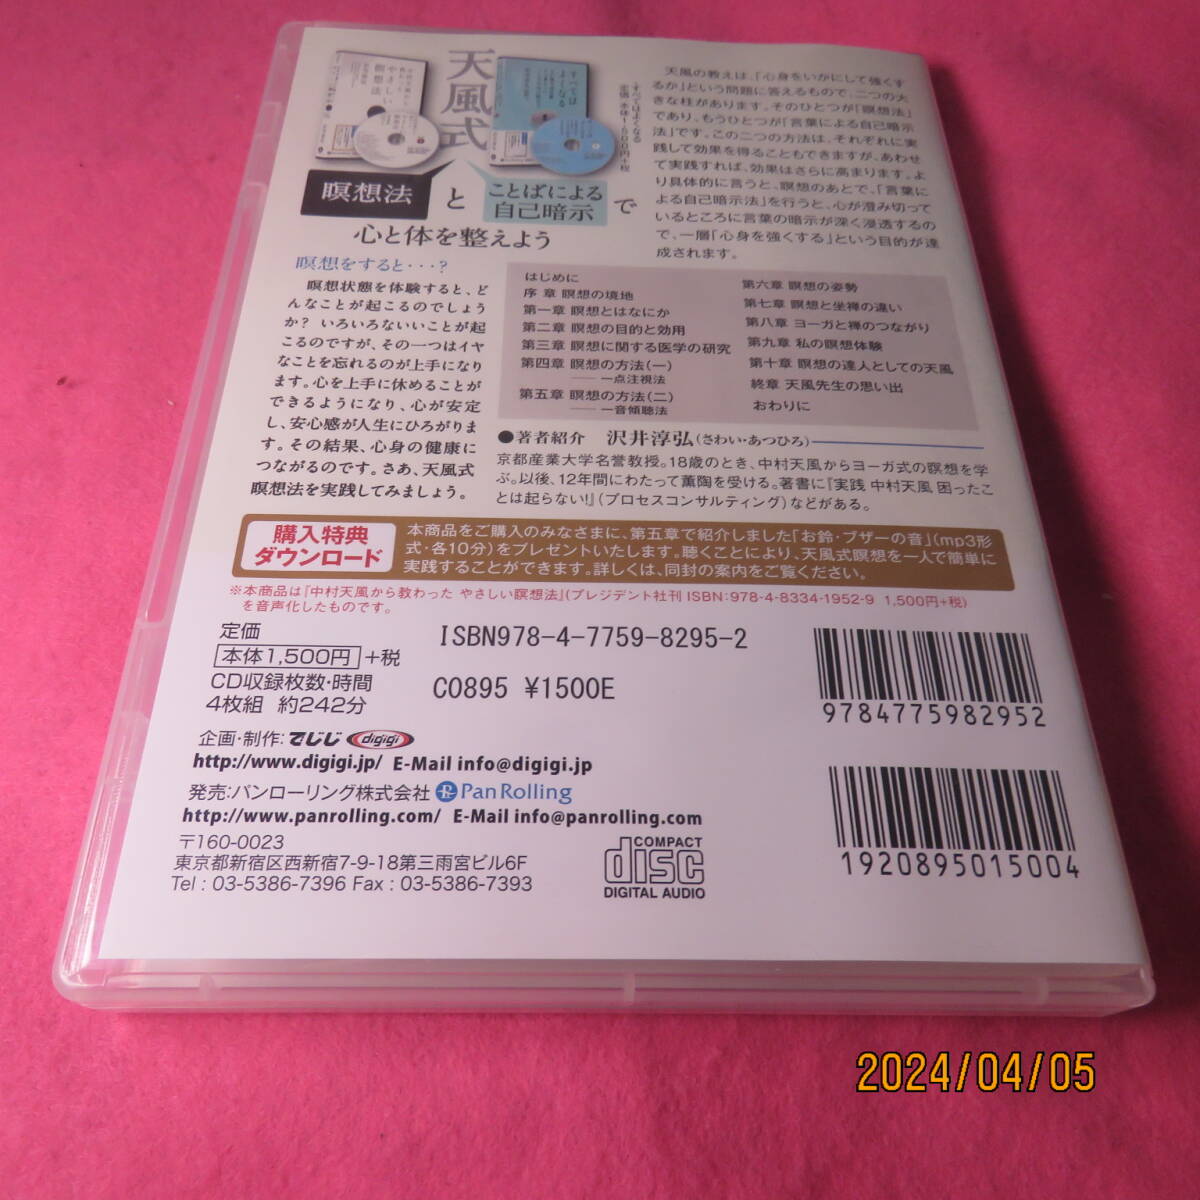 天風式
瞑想法
と
ことばによる
自己暗示
で
心と体を整えよう
すべてはよくなる
定価 本体1,500円+税
天風の教えは、「心身をいかにして強くす
るか」という問題に答えるもので、二つの大
きな柱があります。そのひとつが「瞑想法」
であり、もうひとつが「言葉による自己暗示
法」です。この二つの方法は、それぞれに実
践して効果を得ることもできますが、あわせ
て実践すれば、効果はさらに高まります。よ
り具体的に言うと、瞑想のあとで、「言葉に
よる自己暗示法」を行うと、心が澄み切って
いるところに言葉の暗示が深く浸透するの
で、一層「心身を強くする」という目的が達
成されます。
瞑想をすると・・・?
瞑想状態を体験すると、ど
んなことが起こるのでしょう
か? いろいろないいことが起
こるのですが、その一つはイヤ
なことを忘れるのが上手になり
ます。心を上手に休めることが
できるようになり、心が安定
し、安心感が人生にひろがりま
す。その結果、心身の健康に
つながるのです。さあ、天風式
瞑想法を実践してみましょう。
はじめに
序 章 瞑想の境地
第一章 瞑想とはなにか
第二章 瞑想の目的と効用
第三章 瞑想に関する医学の研究
第四章 瞑想の方法(一)
── 一点注視法
第五章 瞑想の方法(二)
── 一音傾聴法
第六章 瞑想の姿勢
第七章 瞑想と坐禅の違い
第八章 ヨーガと禅のつながり
第九章 私の瞑想体験
第十章 瞑想の達人としての天風
終章 天風先生の思い出
おわりに
●著者紹介 沢井淳弘(さわい・あつひろ)
京都産業大学名誉教授。18歳のとき、中村天風からヨーガ式の瞑想を学
ぶ。以後、12年間にわたって薫陶を受ける。著書に『実践 中村天風 困ったこ
とは起らない!』(プロセスコンサルティング)などがある。
購入特典
ダウンロード
本商品をご購入のみなさまに、第五章で紹介しました「お鈴・ブザーの音」(mp3形
式・各10分)をプレゼントいたします。聴くことにより、天風式瞑想を一人で簡単に
実践することができます。詳しくは、同封の案内をご覧ください。
※本商品は『中村天風から教わった やさしい瞑想法』(プレジデント社刊 ISBN:978-4-8334-1952-9 1,500円+税)
を音声化したものです。
定価
本体1,500円 +税
CD収録枚数・時間
4枚組 約242分
ISBN978-4-7759-8295-2
C0895 ¥1500E
9784775982952
企画・制作:でじじ digigi
http://www.digigi.jp/ E-Mail info@digigi.jp
発売:パンローリング株式会社 PanRolling
http://www.panrolling.com/ E-Mail info@panrolling.com
〒160-0023
東京都新宿区西新宿7-9-18第三雨宮ビル6F
Tel : 03-5386-7396 Fax : 03-5386-7393
COMPACT
disc
DIGITAL AUDIO
1920895015004
2024/04/05